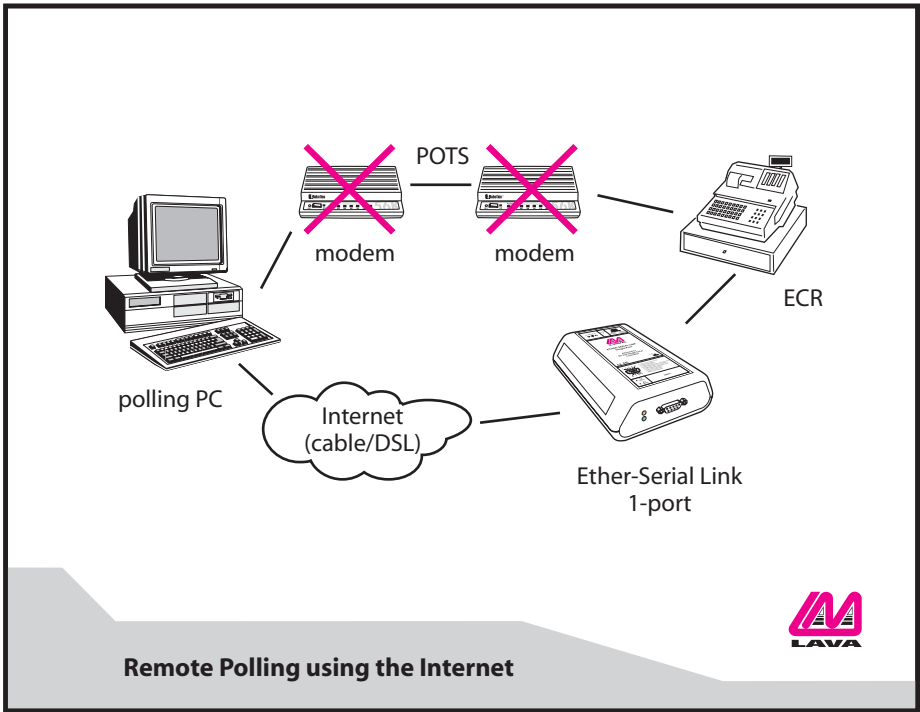 POTS
modem
modem
ECR
polling PC
Internet
(cable/DSL)
Ether-Serial Link
1-port
LAVA
Remote Polling using the Internet